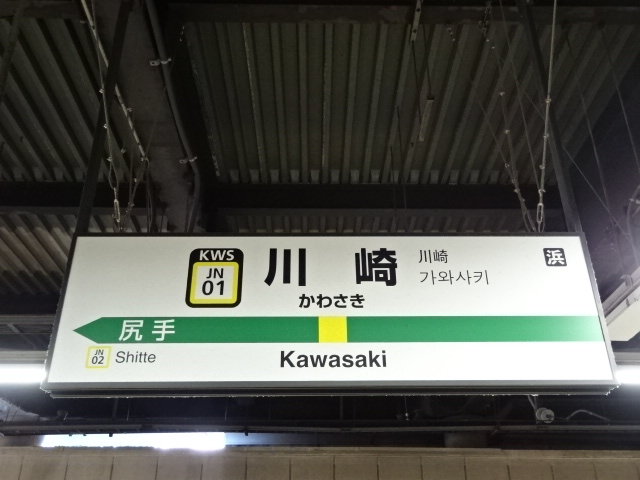 KWS
JN
01
川崎
かわさき
川崎
가와사키
浜
尻手
JN
02
Shitte
Kawasaki